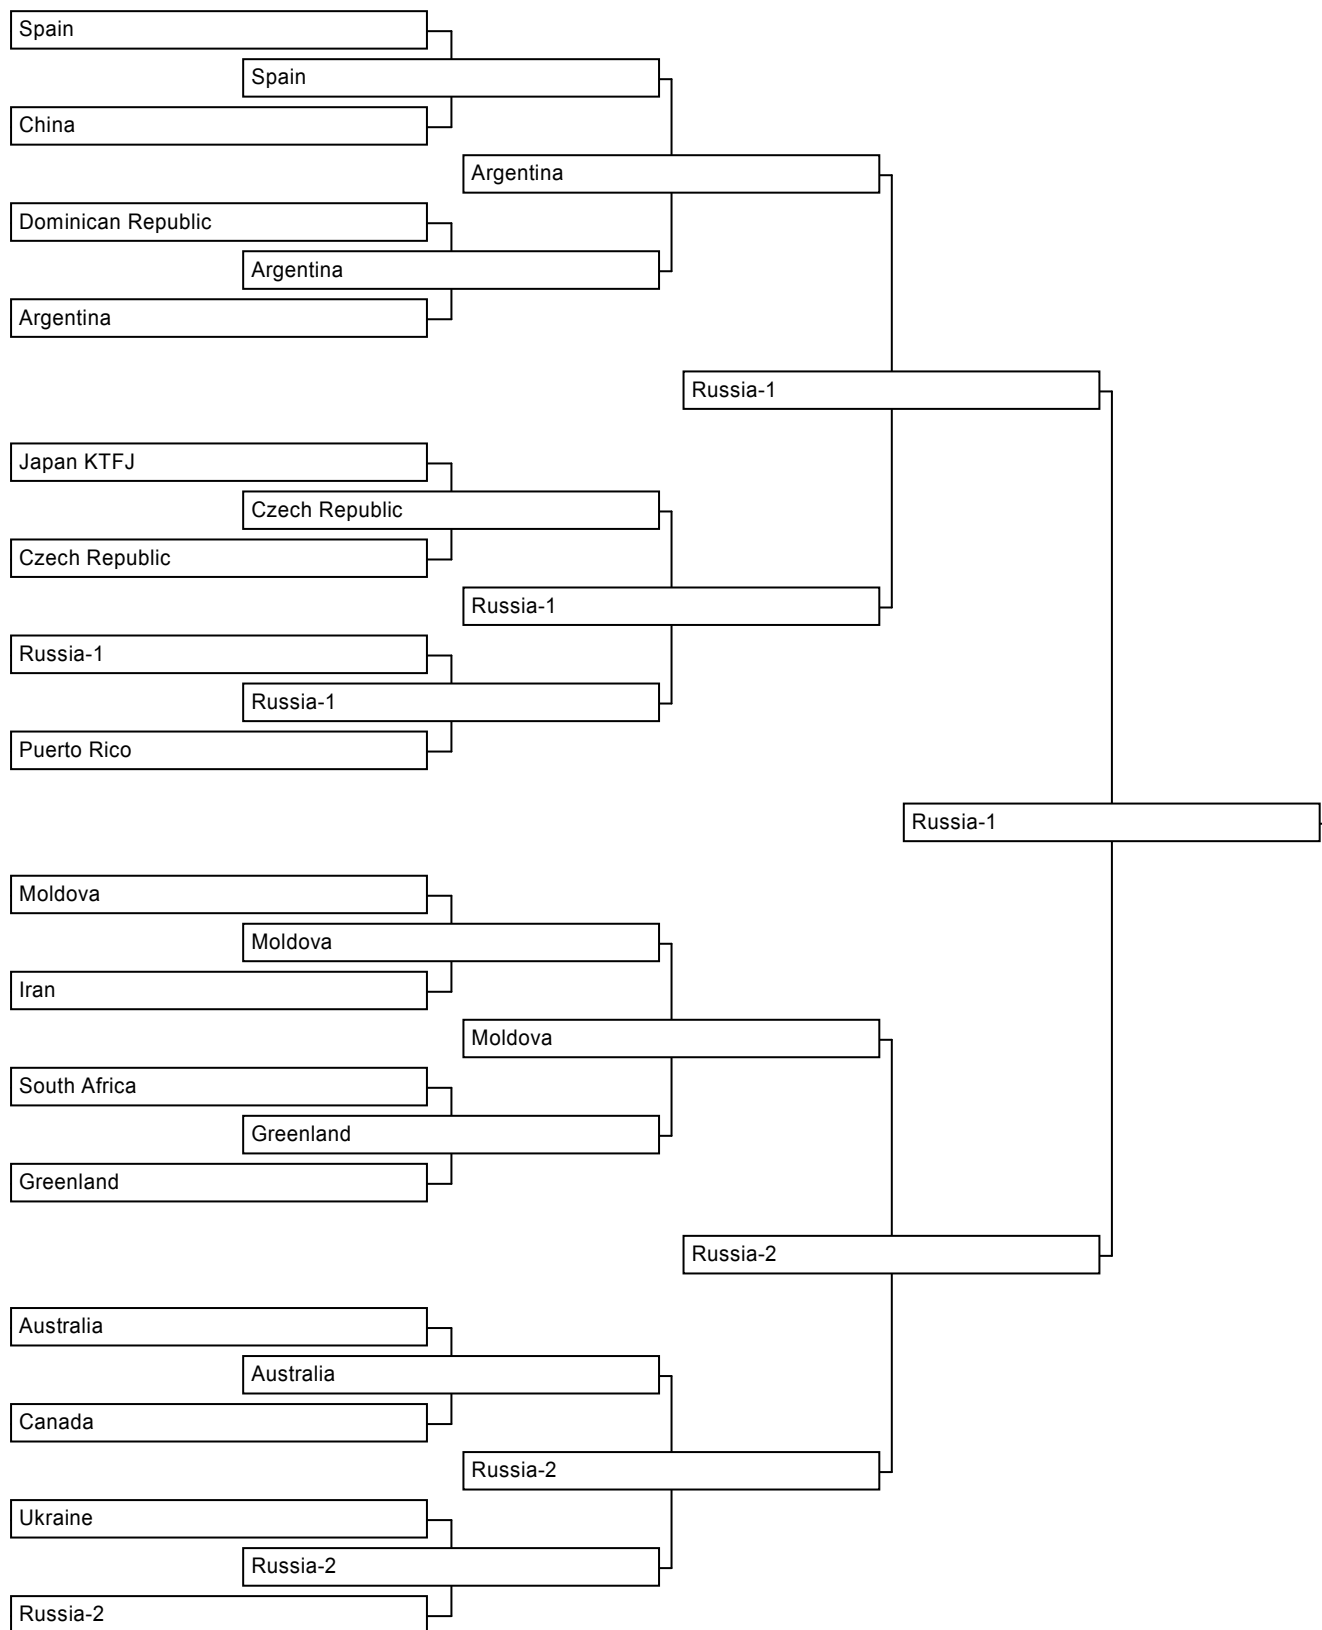 Spain
Spain
China
Argentina
Dominican Republic
Argentina
Argentina
Russia-1
Japan KTFJ
Czech Republic
Czech Republic
Russia-1
Russia-1
Russia-1
Puerto Rico
Russia-1
Moldova
Moldova
Iran
Moldova
South Africa
Greenland
Greenland
Russia-2
Australia
Australia
Canada
Russia-2
Ukraine
Russia-2
Russia-2